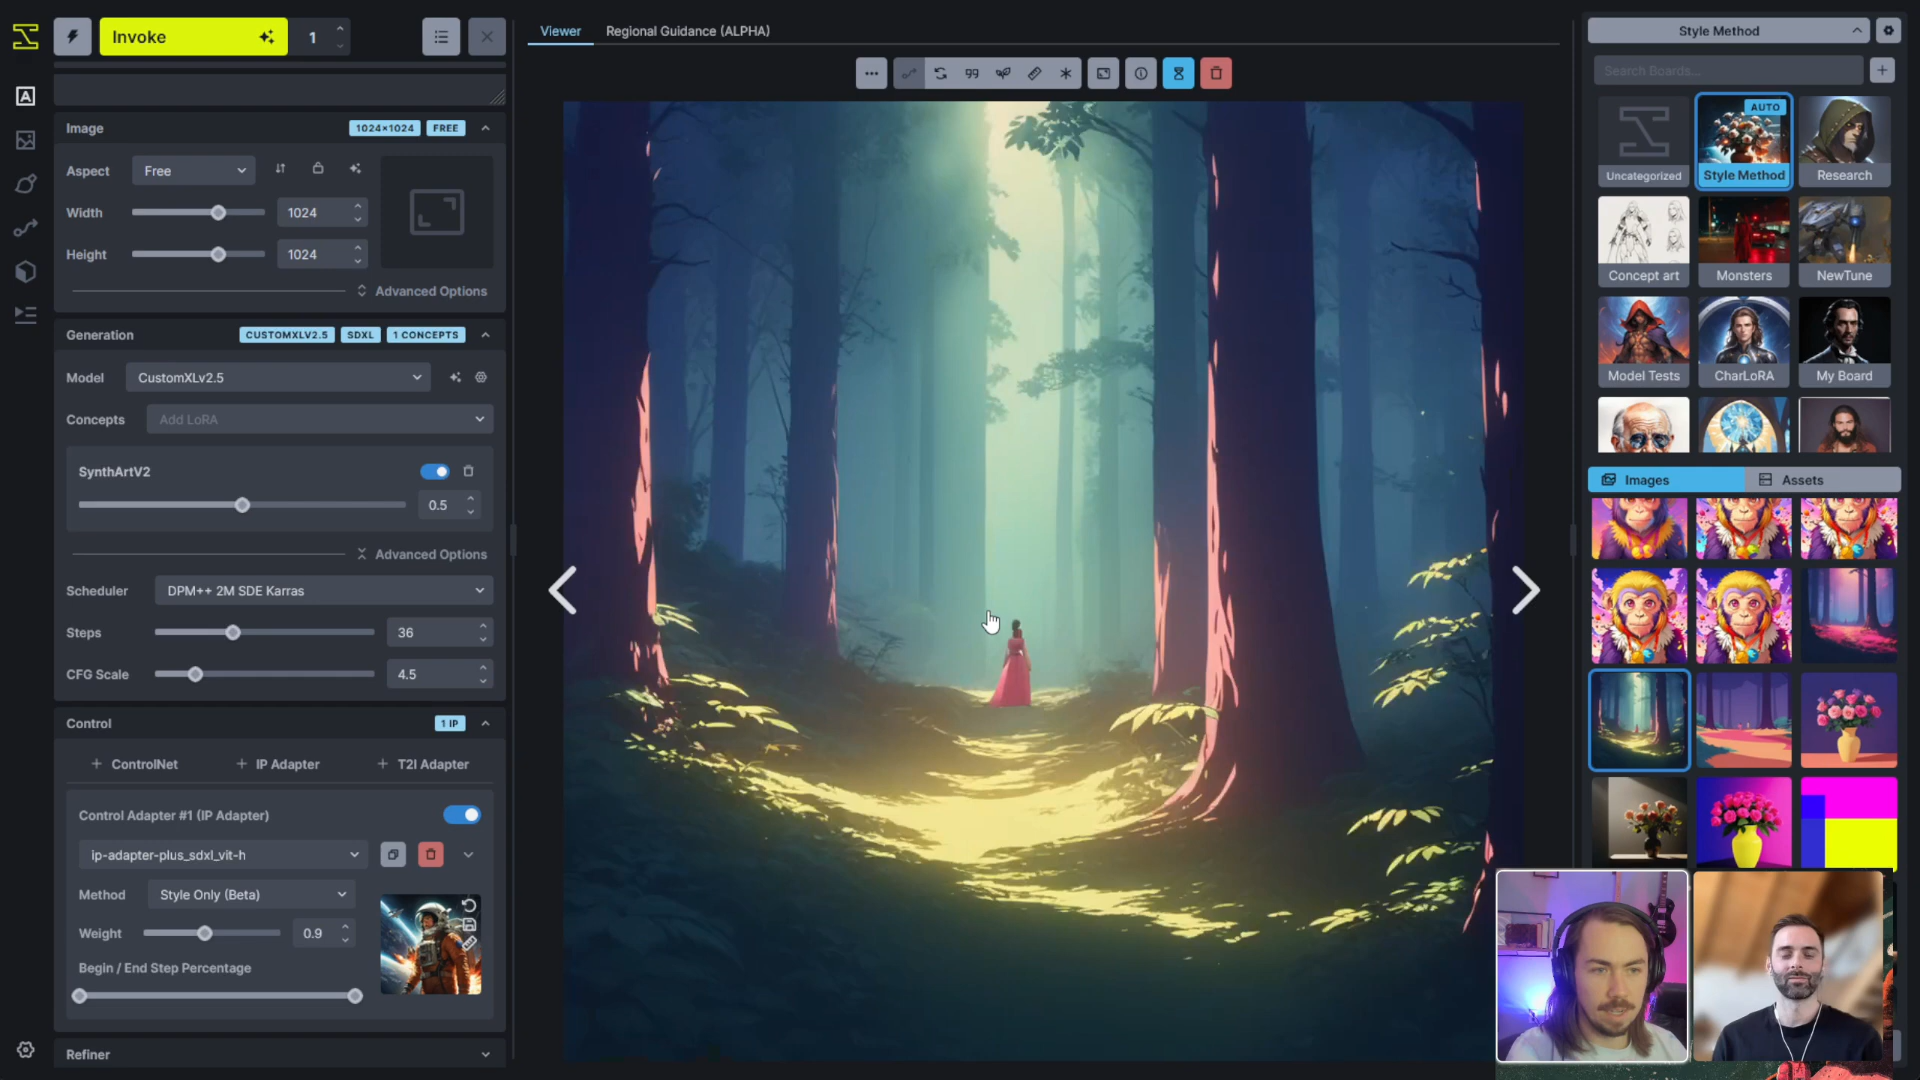 Invoke
1
Viewer
Regional Guidance (ALPHA)
Style Method
Search Boards...
Image
1024×1024
FREE
Aspect
Free
Width
1024
Height
1024
Advanced Options
Generation
CUSTOMXLV2.5
SDXL
1 CONCEPTS
Model
CustomXLv2.5
Concepts
Add LoRA
SynthArtV2
0.5
Advanced Options
Scheduler
DPM++ 2M SDE Karras
Steps
36
CFG Scale
4.5
Control
1 IP
ControlNet
IP Adapter
T2I Adapter
Control Adapter #1 (IP Adapter)
ip-adapter-plus_sdxl_vit-h
Method
Style Only (Beta)
Weight
0.9
Begin / End Step Percentage
Refiner
AUTO
Uncategorized
Style Method
Research
Concept art
Monsters
NewTune
Model Tests
CharLoRA
My Board
Images
Assets